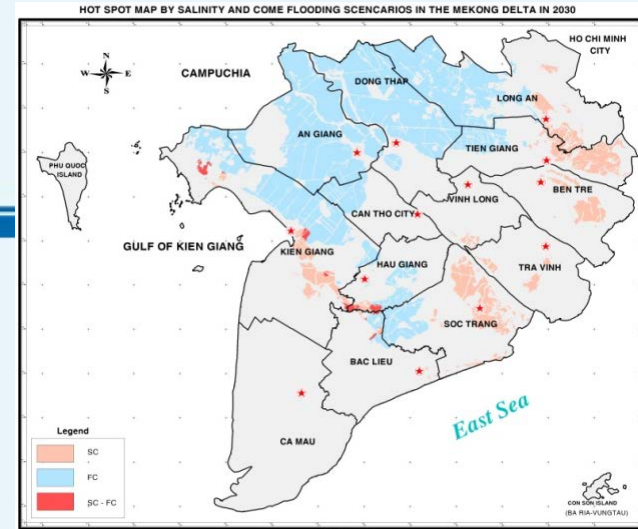 HOT SPOT MAP BY SALINITY AND COME FLOODING SCENCARIOS IN THE MEKONG DELTA IN 2030
HO CHI MINH
CITY
N
W E
S
CAMPUCHIA
DONG THAP
LONG AN
AN GIANG
TIEN GIANG
PHU QUOC
ISLAND
BEN TRE
VINH LONG
CAN THO CITY
GULF OF KIEN GIANG
KIEN GIANG
HAU GIANG
TRA VINH
SOC TRANG
BAC LIEU
East Sea
CA MAU
Legend
SC
FC
SC - FC
CON SON ISLAND
(BA RIA-VUNGTAU)